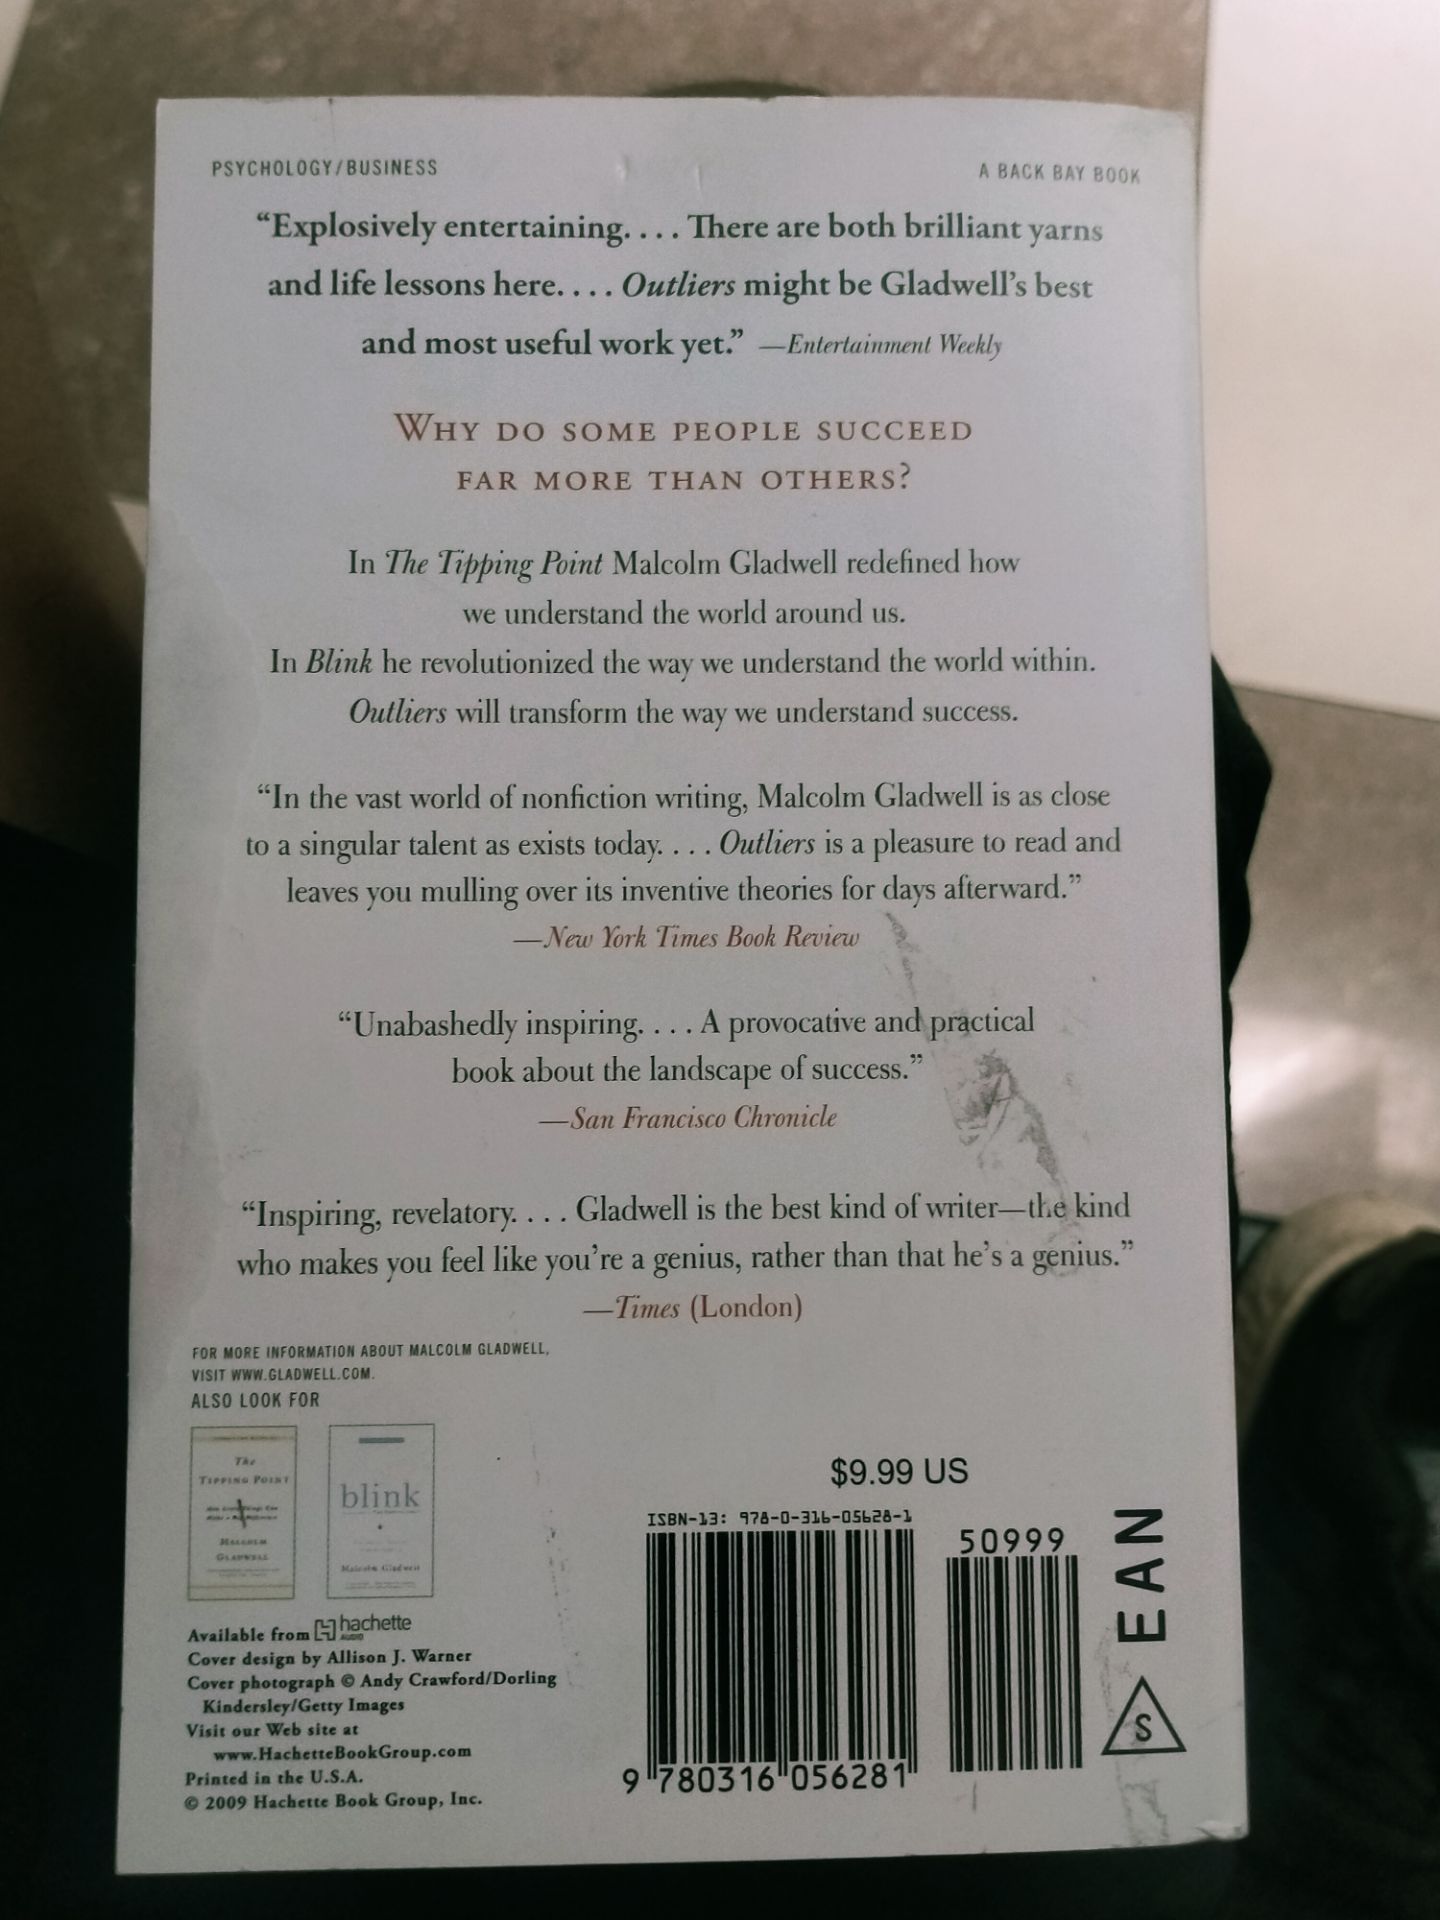 PSYCHOLOGY/BUSINESS
A BACK BAY BOOK
“Explosively entertaining. . . . There are both brilliant yarns
and life lessons here. . . . Outliers might be Gladwell’s best
and most useful work yet.” —Entertainment Weekly
WHY DO SOME PEOPLE SUCCEED
FAR MORE THAN OTHERS?
In The Tipping Point Malcolm Gladwell redefined how
we understand the world around us.
In Blink he revolutionized the way we understand the world within.
Outliers will transform the way we understand success.
“In the vast world of nonfiction writing, Malcolm Gladwell is as close
to a singular talent as exists today. . . . Outliers is a pleasure to read and
leaves you mulling over its inventive theories for days afterward.”
—New York Times Book Review
“Unabashedly inspiring. . . . A provocative and practical
book about the landscape of success.”
—San Francisco Chronicle
“Inspiring, revelatory. . . . Gladwell is the best kind of writer—the kind
who makes you feel like you’re a genius, rather than that he’s a genius.”
—Times (London)
FOR MORE INFORMATION ABOUT MALCOLM GLADWELL,
VISIT WWW.GLADWELL.COM.
ALSO LOOK FOR
The
TIPPING POINT
MALCOLM
GLADWELL
blink
Malcolm Gladwell
Available from hachette
AUDIO
Cover design by Allison J. Warner
Cover photograph © Andy Crawford/Dorling
Kindersley/Getty Images
Visit our Web site at
www.HachetteBookGroup.com
Printed in the U.S.A.
© 2009 Hachette Book Group, Inc.
$9.99 US
ISBN-13: 978-0-316-05628-1
50999
9 780316 056281
EAN
S